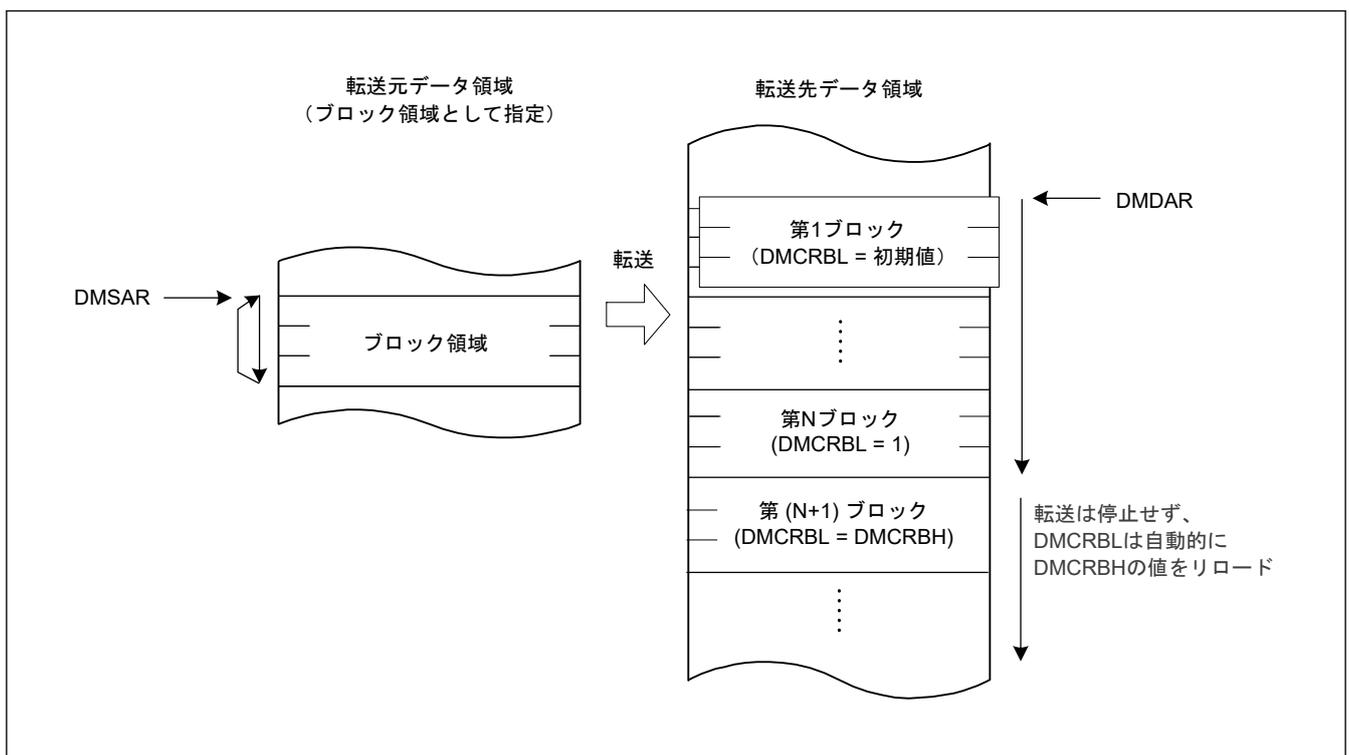 転送元データ領域
（ブロック領域として指定）
転送先データ領域
DMSAR
ブロック領域
転送
DMDAR
第1ブロック
（DMCRBL = 初期値）
第Nブロック
(DMCRBL = 1)
第 (N+1) ブロック
(DMCRBL = DMCRBH)
転送は停止せず、
DMCRBLは自動的に
DMCRBHの値をリロード